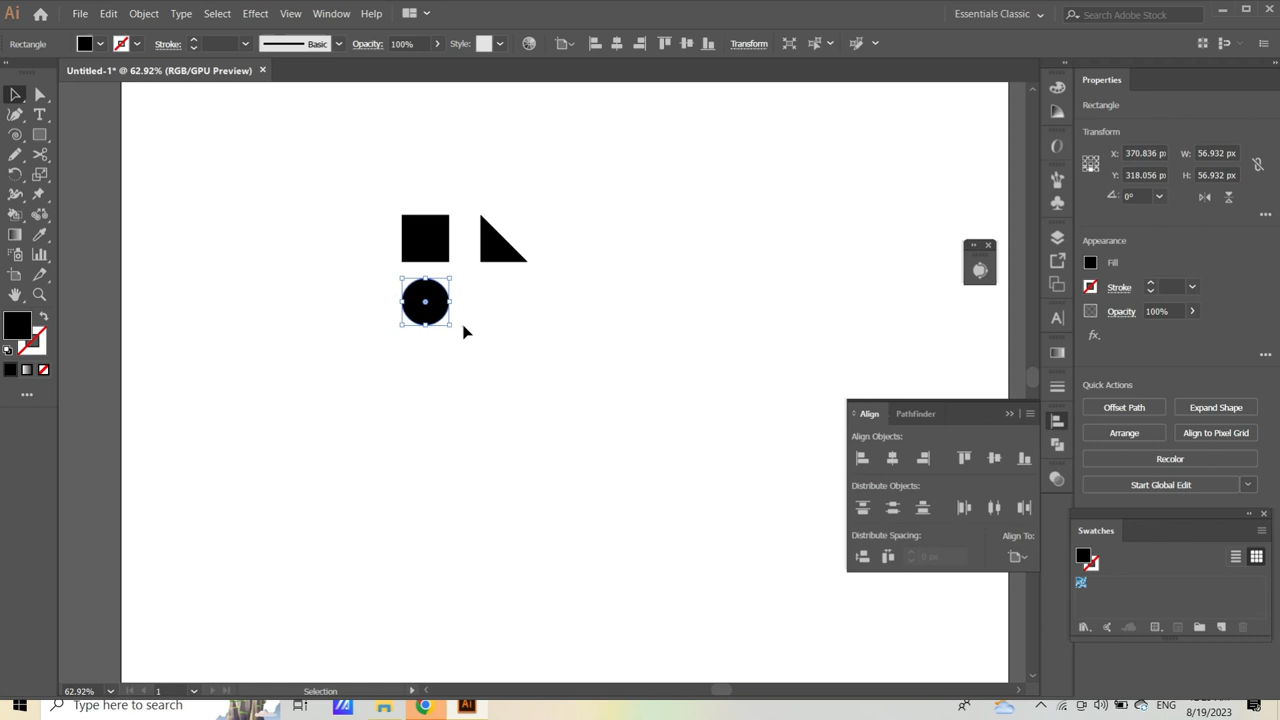 Ai File Edit Object Type Select Effect View Window Help Essentials Classic Search Adobe Stock
Rectangle Stroke: Basic Opacity: 100% Style: Transform
Untitled-1* @ 62.92% (RGB/GPU Preview) ×
Properties
Rectangle
Transform
X: 370.836 p W: 56.932 px
Y: 318.056 p H: 56.932 px
0°
Appearance
Fill
Stroke
Opacity 100%
fx.
Quick Actions
Offset Path Expand Shape
Arrange Align to Pixel Grid
Recolor
Start Global Edit
Align Pathfinder
Align Objects:
Distribute Objects:
Distribute Spacing: Align To:
0 px
Swatches
62.92% 1 Selection
Type here to search Ai
8/19/2023